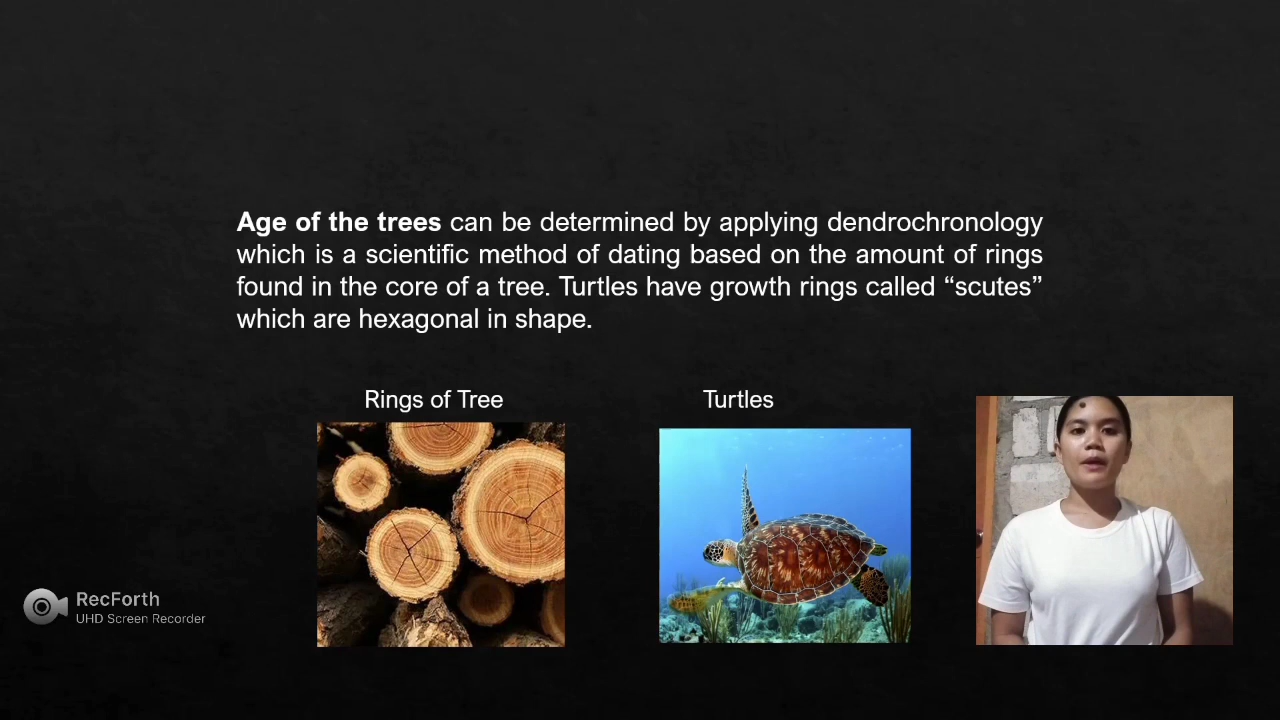 Age of the trees can be determined by applying dendrochronology
which is a scientific method of dating based on the amount of rings
found in the core of a tree. Turtles have growth rings called “scutes”
which are hexagonal in shape.
Rings of Tree
Turtles
RecForth
UHD Screen Recorder